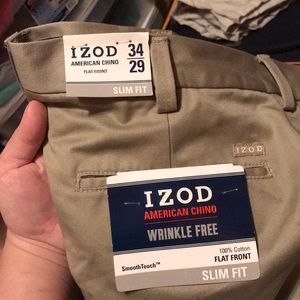 IZOD
AMERICAN CHINO
FLAT FRONT
34
29
SLIM FIT
IZOD
IZOD
AMERICAN CHINO
WRINKLE FREE
100% Cotton
FLAT FRONT
SmoothTouch™
SLIM FIT